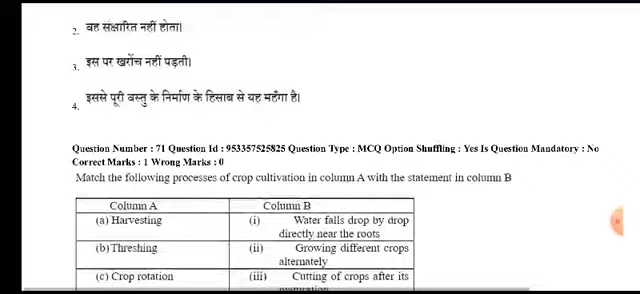 2. वह संक्षारित नहीं होता।
3. इस पर खरोंच नहीं पड़ती।
4. इससे पूरी वस्तु के निर्माण के हिसाब से यह महँगा है।
Question Number : 71 Question Id : 953357525825 Question Type : MCQ Option Shuffling : Yes Is Question Mandatory : No
Correct Marks : 1 Wrong Marks : 0
Match the following processes of crop cultivation in column A with the statement in column B
Column A Column B
(a) Harvesting (i) Water falls drop by drop
directly near the roots
(b) Threshing (ii) Growing different crops
alternately
(c) Crop rotation (iii) Cutting of crops after its
maturation